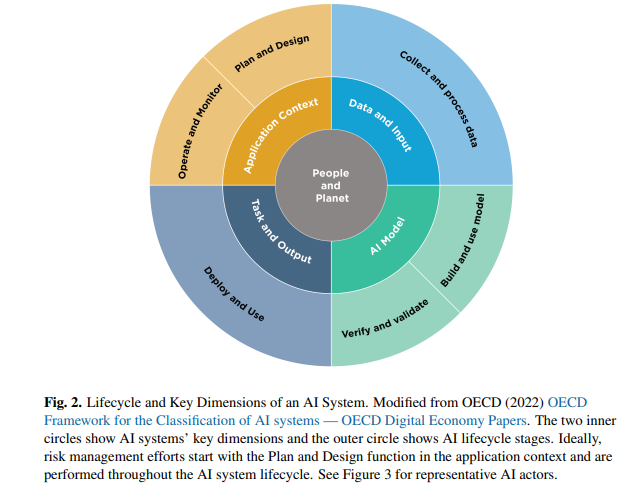 Plan and Design
Collect and process data
Operate and Monitor
Application Context
Data and Input
People
and
Planet
Task and Output
AI Model
Build and use model
Deploy and Use
Verify and validate
Fig. 2. Lifecycle and Key Dimensions of an AI System. Modified from OECD (2022) OECD
Framework for the Classification of AI systems — OECD Digital Economy Papers. The two inner
circles show AI systems’ key dimensions and the outer circle shows AI lifecycle stages. Ideally,
risk management efforts start with the Plan and Design function in the application context and are
performed throughout the AI system lifecycle. See Figure 3 for representative AI actors.